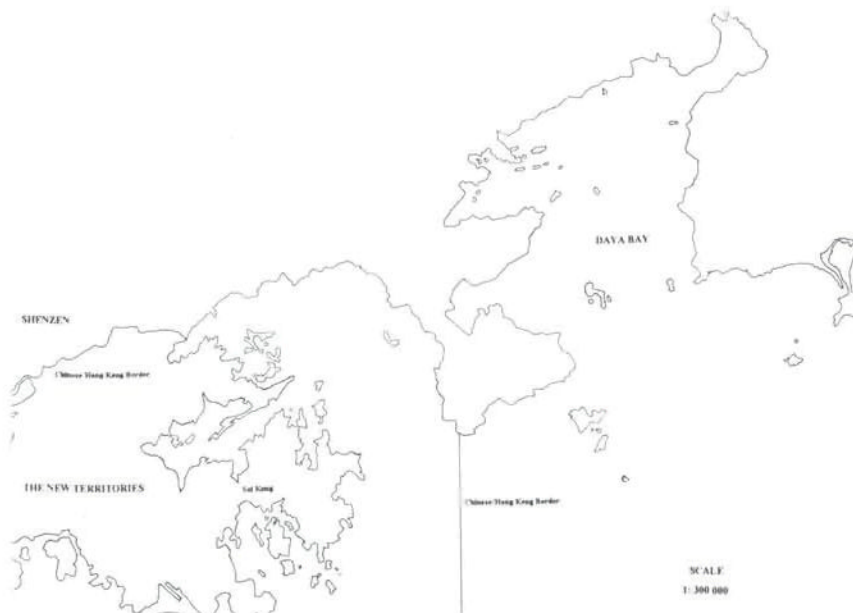 DAYA BAY
SHENZEN
Chinese Hong Kong Border
THE NEW TERRITORIES
Sai Kung
Chinese-Hong Kong Border
SCALE
1: 300 000